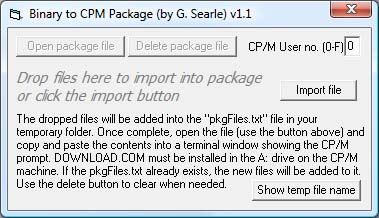 Binary to CPM Package (by G. Searle) v1.1
Open package file
Delete package file
CP/M User no. (0-F)
0
Drop files here to import into package
or click the import button
Import file
The dropped files will be added into the "pkgFiles.txt" file in your
temporary folder. Once complete, open the file (use the button above) and
copy and paste the contents into a terminal window showing the CP/M
prompt. DOWNLOAD.COM must be installed in the A: drive on the CP/M
machine. If the pkgFiles.txt already exists, the new files will be added to it.
Use the delete button to clear when needed.
Show temp file name